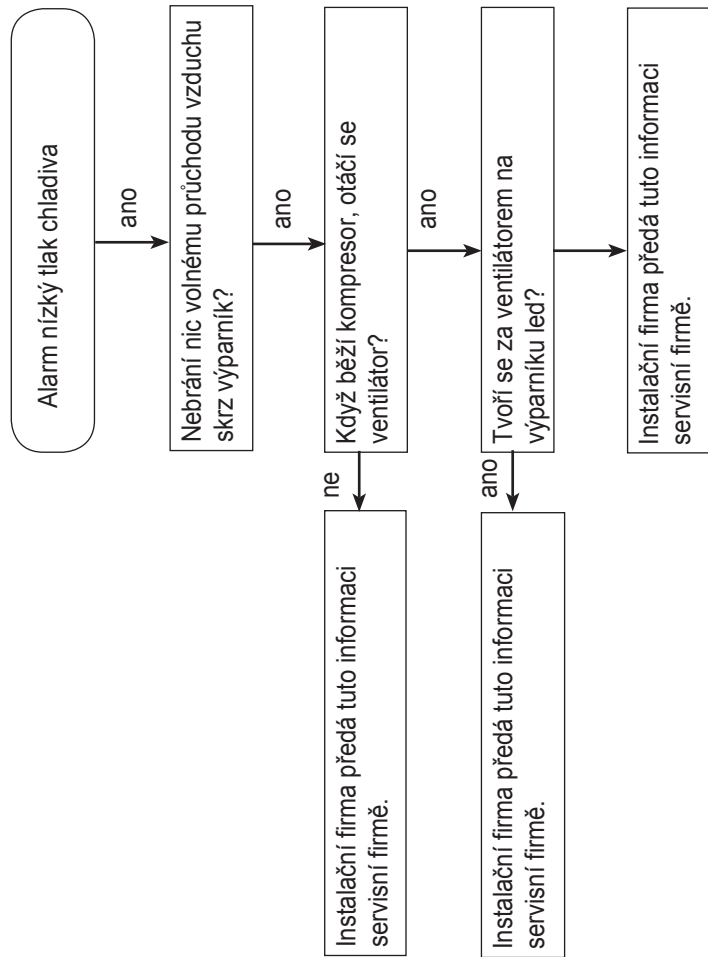 Alarm nízký tlak chladiva
ano
Nebrání nic volnému průchodu vzduchu
skrz výparník?
ano
Když běží kompresor, otáčí se
ventilátor?
ne
Instalační firma předá tuto informaci
servisní firmě.
ano
Tvoří se za ventilátorem na
výparníku led?
ano
Instalační firma předá tuto informaci
servisní firmě.
Instalační firma předá tuto informaci
servisní firmě.